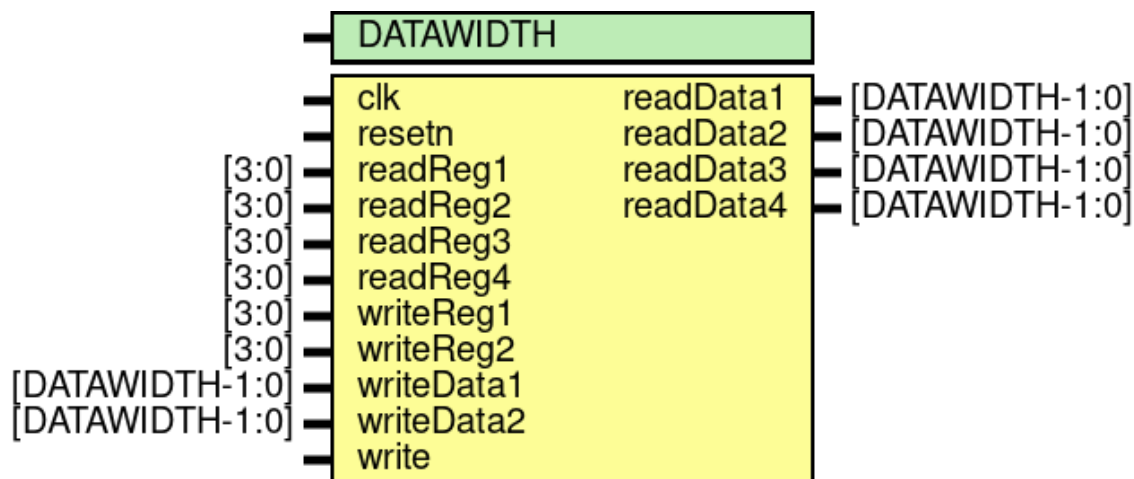 DATAWIDTH
clk readData1 [DATAWIDTH-1:0]
resetn readData2 [DATAWIDTH-1:0]
[3:0] readReg1 readData3 [DATAWIDTH-1:0]
[3:0] readReg2 readData4 [DATAWIDTH-1:0]
[3:0] readReg3
[3:0] readReg4
[3:0] writeReg1
[3:0] writeReg2
[DATAWIDTH-1:0] writeData1
[DATAWIDTH-1:0] writeData2
write